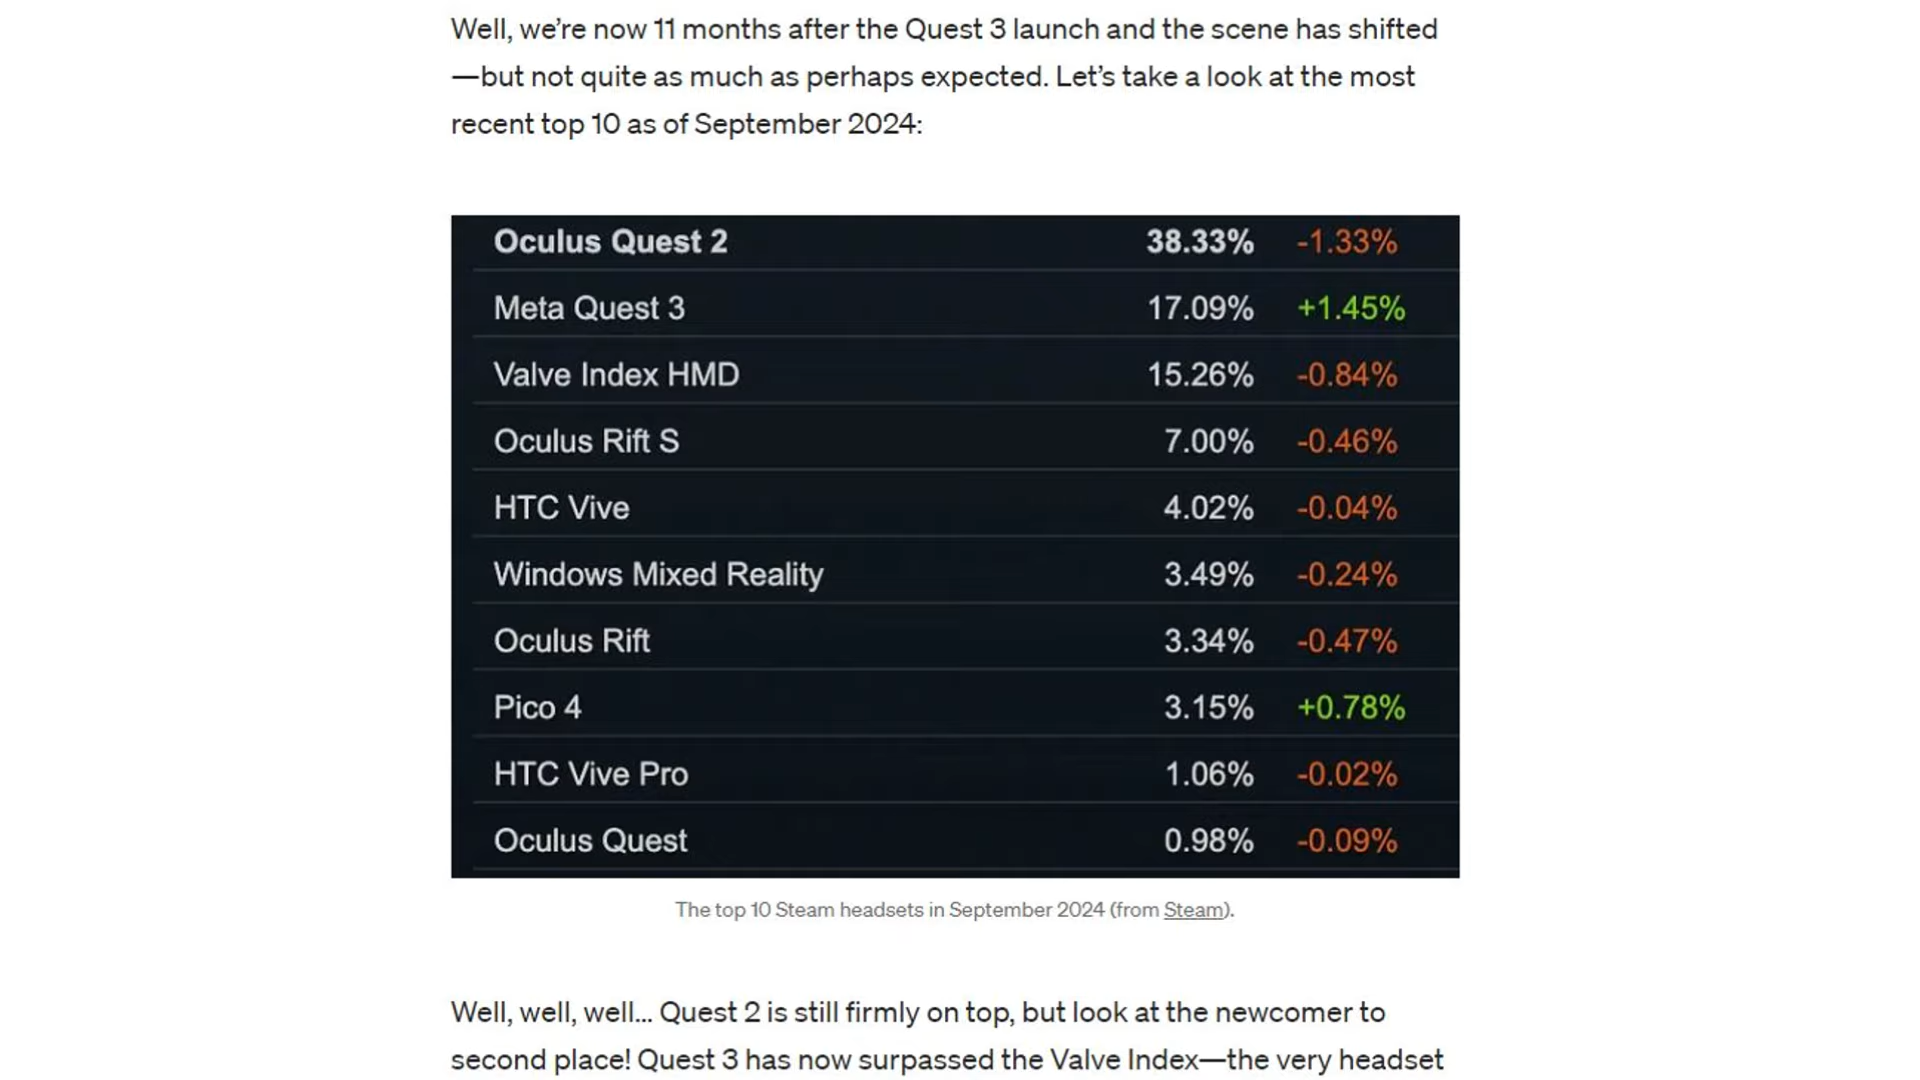 Well, we’re now 11 months after the Quest 3 launch and the scene has shifted
—but not quite as much as perhaps expected. Let’s take a look at the most
recent top 10 as of September 2024:
Oculus Quest 2 38.33% -1.33%
Meta Quest 3 17.09% +1.45%
Valve Index HMD 15.26% -0.84%
Oculus Rift S 7.00% -0.46%
HTC Vive 4.02% -0.04%
Windows Mixed Reality 3.49% -0.24%
Oculus Rift 3.34% -0.47%
Pico 4 3.15% +0.78%
HTC Vive Pro 1.06% -0.02%
Oculus Quest 0.98% -0.09%
The top 10 Steam headsets in September 2024 (from Steam).
Well, well, well… Quest 2 is still firmly on top, but look at the newcomer to
second place! Quest 3 has now surpassed the Valve Index—the very headset